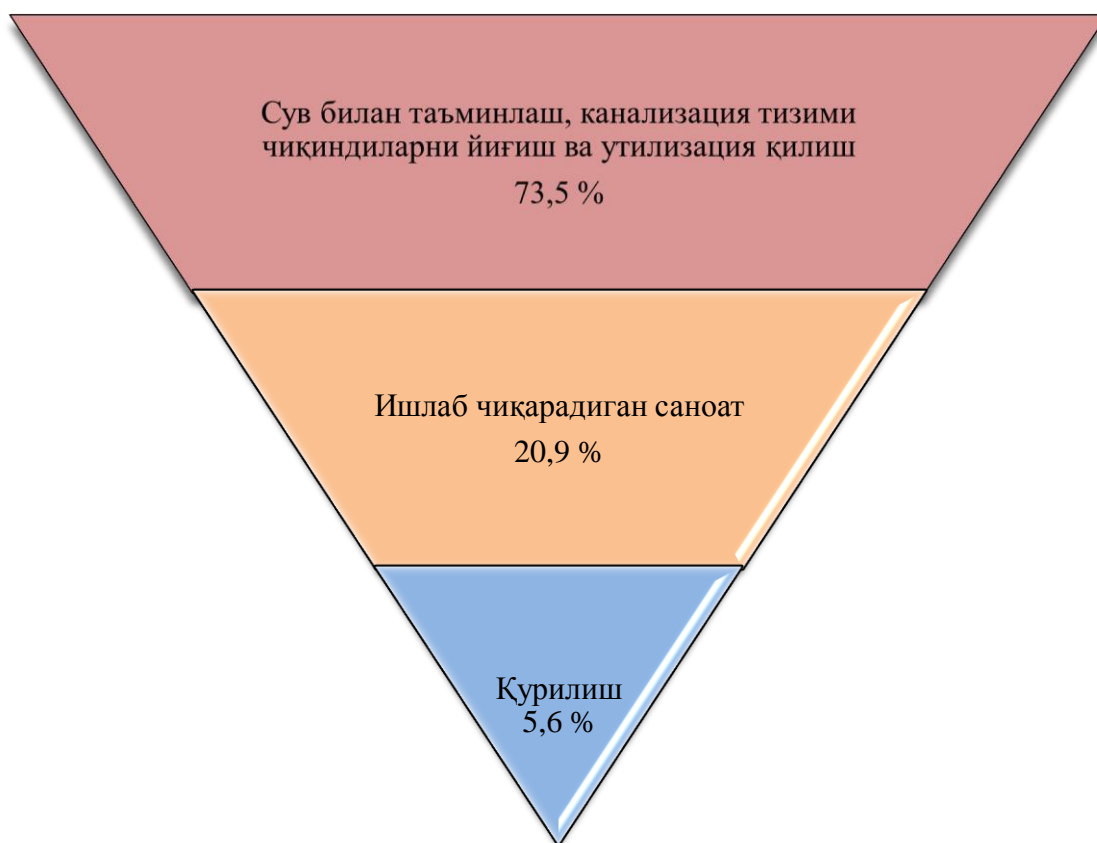 Сув билан таъминлаш, канализация тизими
чиқиндиларни йиғиш ва утилизация қилиш
73,5 %
Ишлаб чиқарадиган саноат
20,9 %
Қурилиш
5,6 %